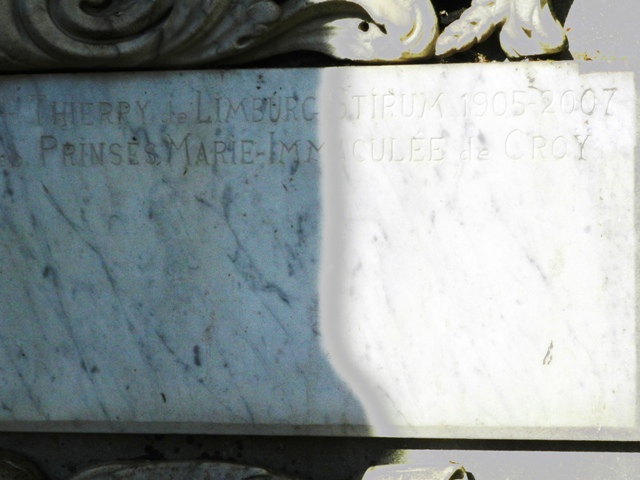 THIERRY de LIMBURG STIRUM 1905-2007
PRINSES MARIE-IMMACULÉE de CROY